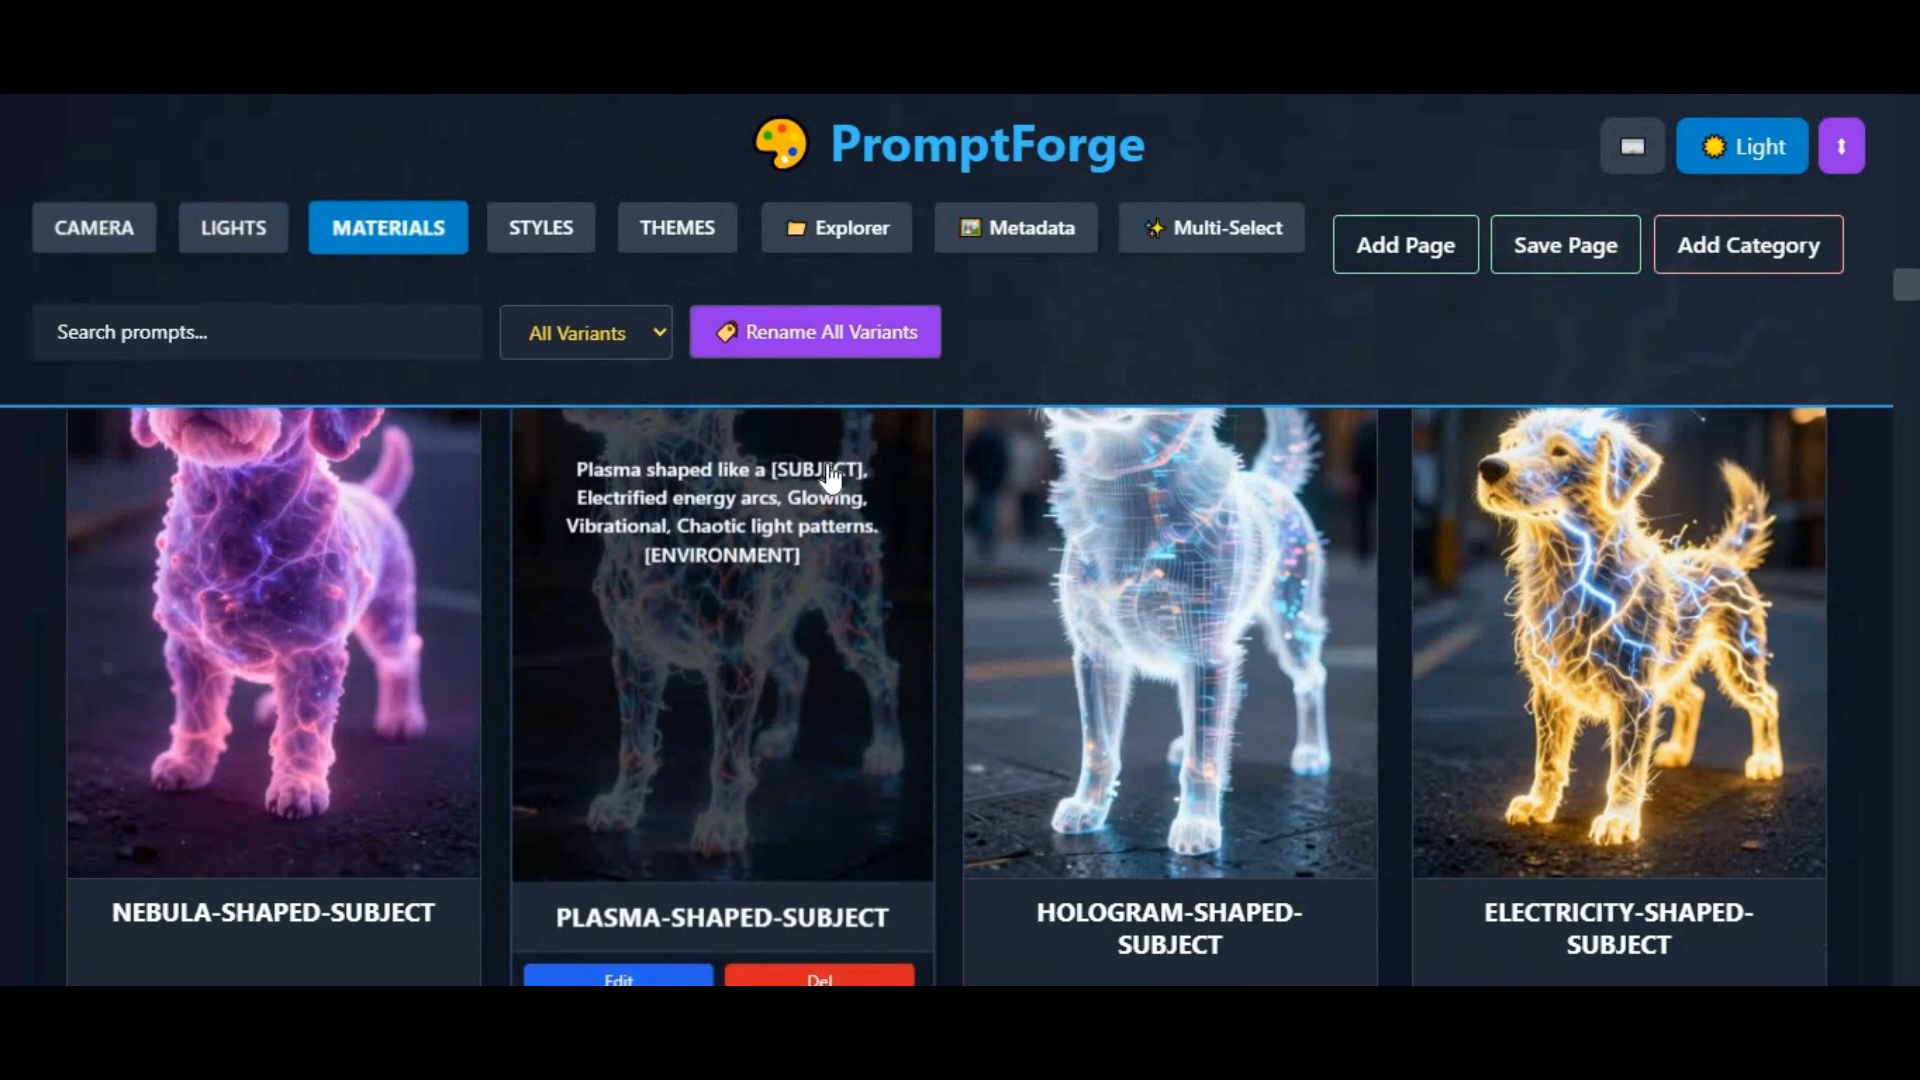 PromptForge
Light
CAMERA
LIGHTS
MATERIALS
STYLES
THEMES
Explorer
Metadata
Multi-Select
Add Page
Save Page
Add Category
Search prompts...
All Variants
Rename All Variants
Plasma shaped like a [SUBJECT],
Electrified energy arcs, Glowing,
Vibrational, Chaotic light patterns.
[ENVIRONMENT]
NEBULA-SHAPED-SUBJECT
PLASMA-SHAPED-SUBJECT
HOLOGRAM-SHAPED-
SUBJECT
ELECTRICITY-SHAPED-
SUBJECT
Edit
Del